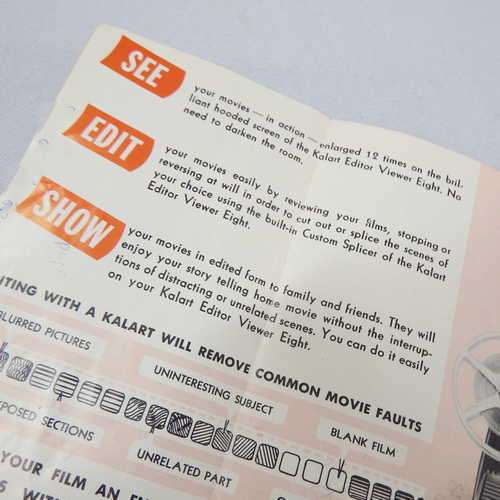 SEE
your movies — in action — enlarged 12 times on the bril-
liant hooded screen of the Kalart Editor Viewer Eight. No
need to darken the room.
EDIT
your movies easily by reviewing your films, stopping or
reversing at will in order to cut out or splice the scenes of
your choice using the built-in Custom Splicer of the Kalart
Editor Viewer Eight.
SHOW
your movies in edited form to family and friends. They will
enjoy your story telling home movie without the interrup-
tions of distracting or unrelated scenes. You can do it easily
on your Kalart Editor Viewer Eight.
WITH A KALART WILL REMOVE COMMON MOVIE FAULTS
BLURRED PICTURES
UNINTERESTING SUBJECT
BLANK FILM
SECTIONS
UNRELATED PART
YOUR FILM AN